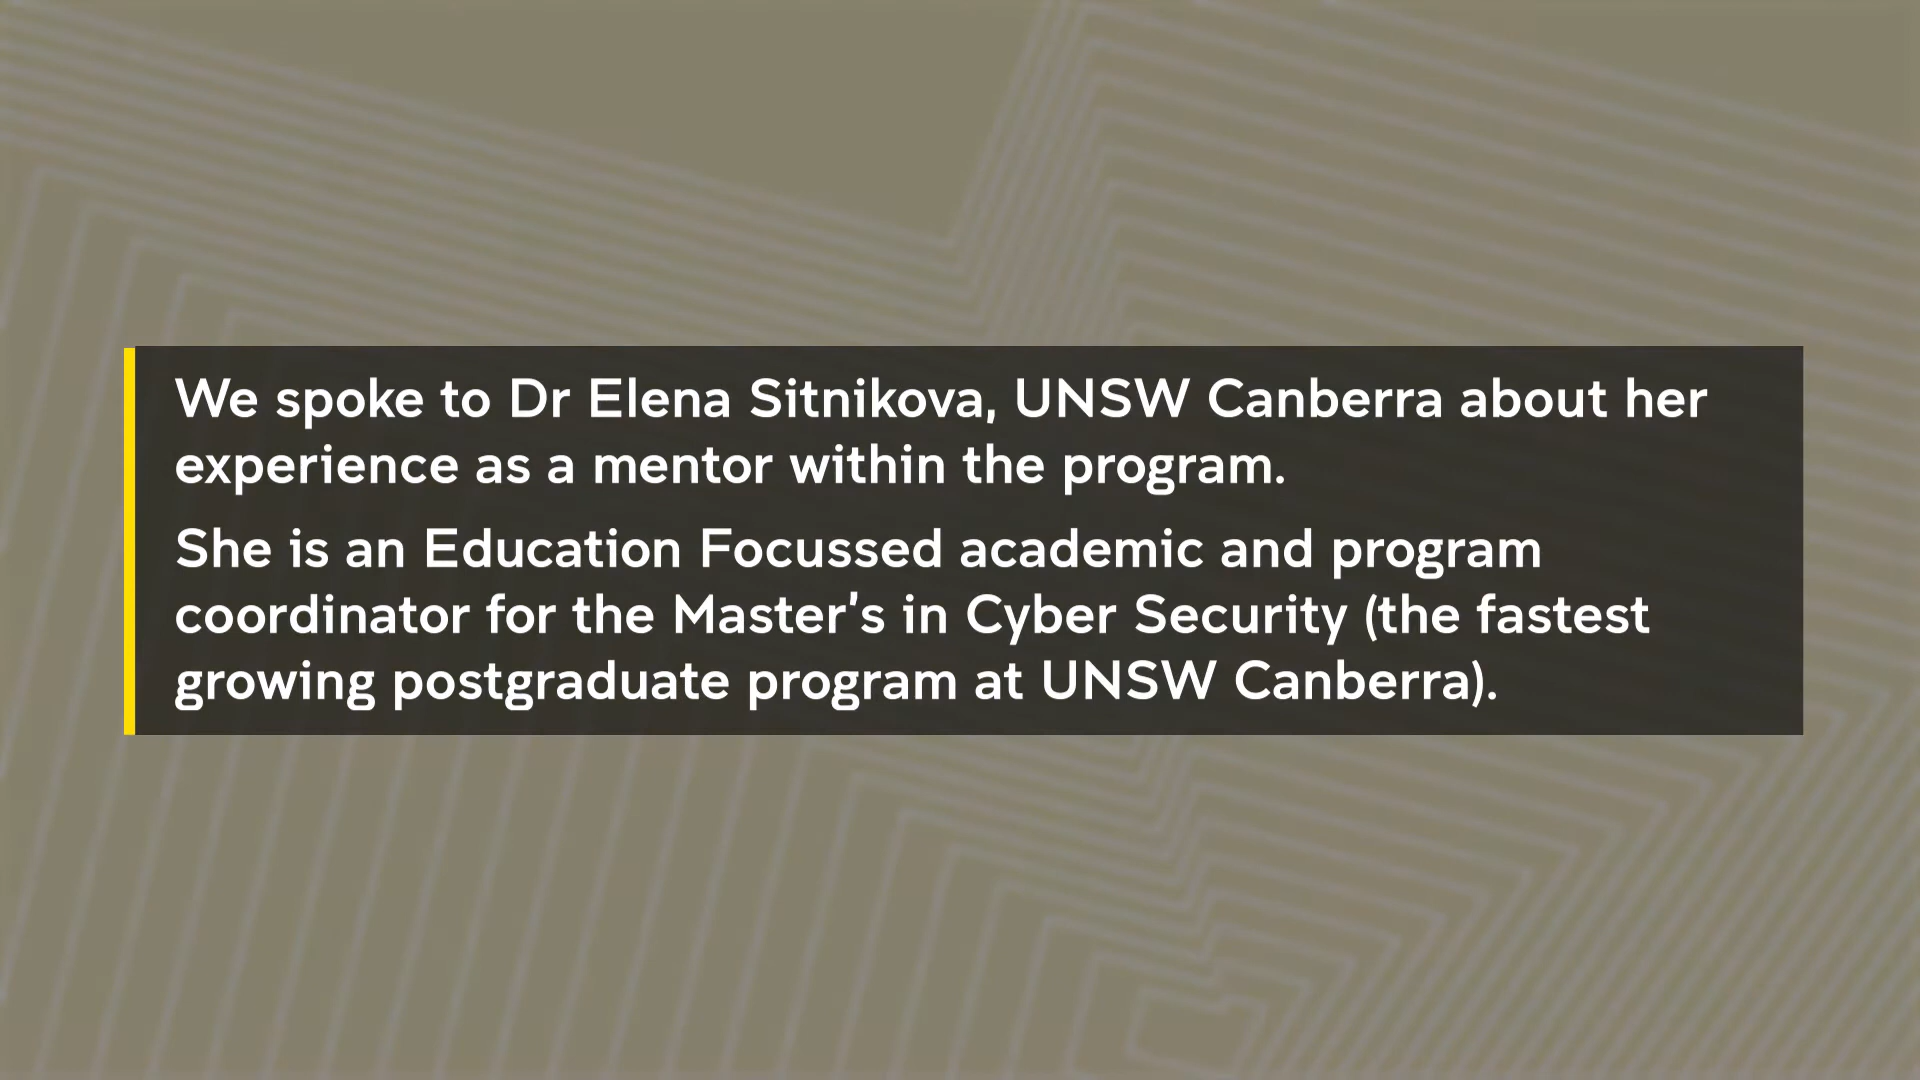 We spoke to Dr Elena Sitnikova, UNSW Canberra about her
experience as a mentor within the program.
She is an Education Focussed academic and program
coordinator for the Master's in Cyber Security (the fastest
growing postgraduate program at UNSW Canberra).